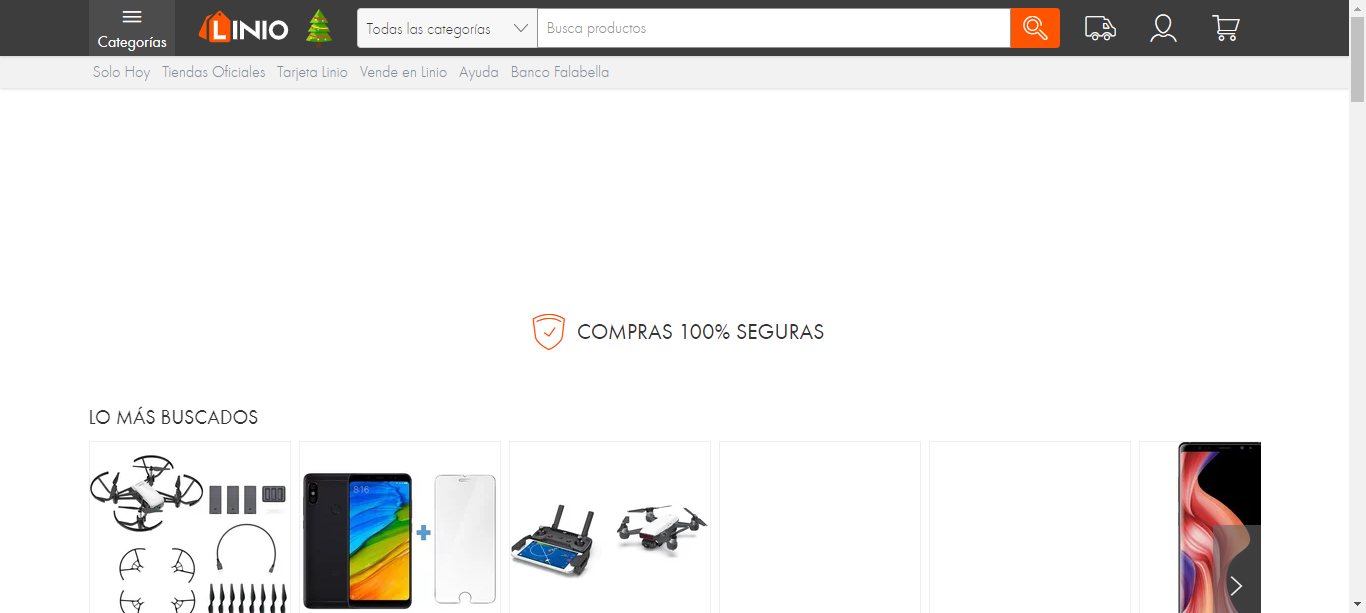 Categorías
LINIO
Todas las categorías
Busca productos
Solo Hoy Tiendas Oficiales Tarjeta Linio Vende en Linio Ayuda Banco Falabella
COMPRAS 100% SEGURAS
LO MÁS BUSCADOS
8:16